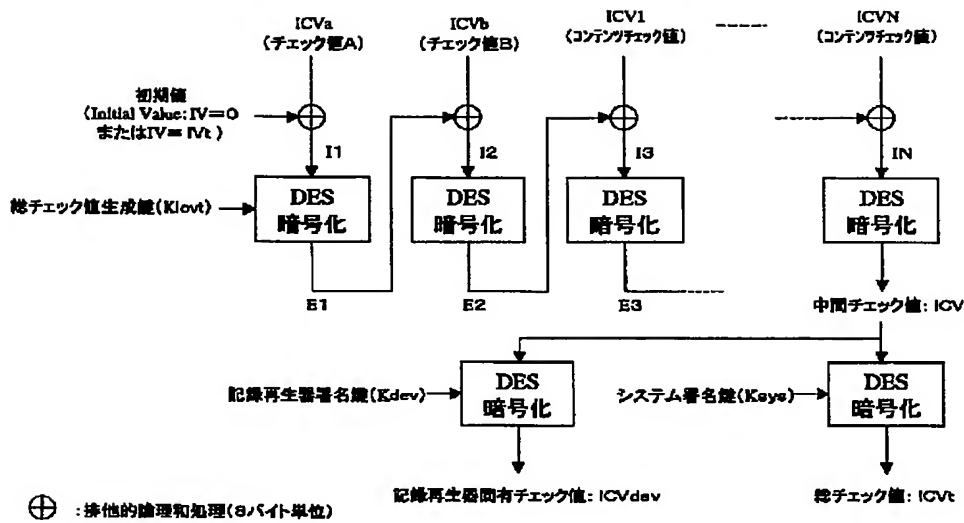 ICVa
(チェック値A)
ICVb
(チェック値B)
ICV1
(コンテンツチェック値)
ICVN
(コンテンツチェック値)
初期値
(Initial Value: IV=0
またはIV=IVt)
I1
I2
I3
IN
総チェック値生成鍵(Kicvt)
DES
暗号化
DES
暗号化
DES
暗号化
DES
暗号化
E1
E2
E3
中間チェック値: ICV
記録再生器署名鍵(Kdev)
DES
暗号化
システム署名鍵(Ksys)
DES
暗号化
記録再生器固有チェック値: ICVdev
総チェック値: ICVt
:排他的論理和処理(8バイト単位)